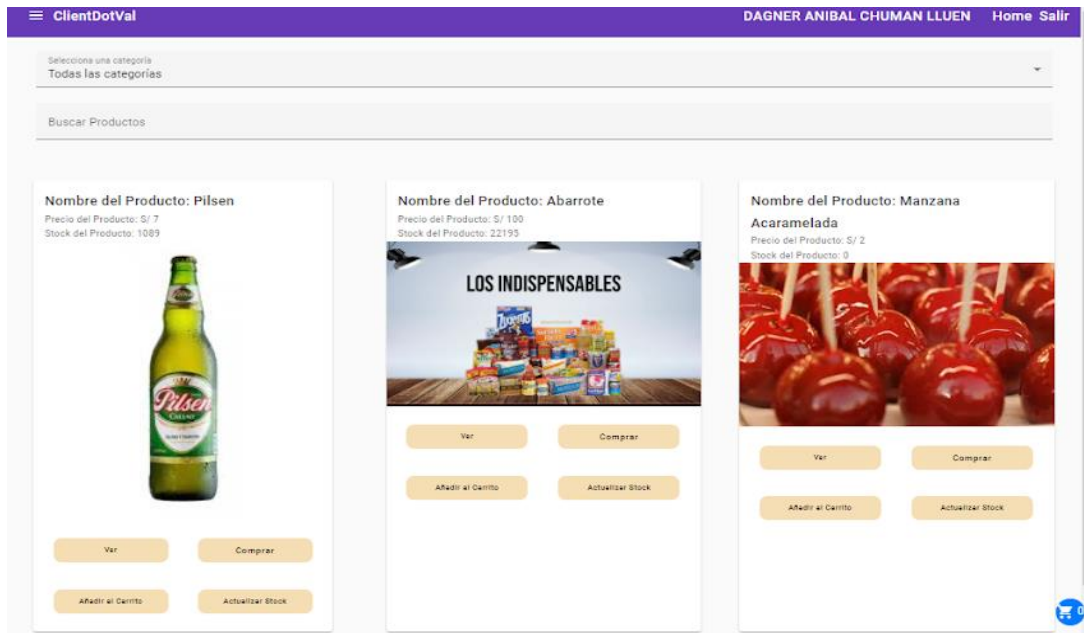 ClientDotVal
DAGNER ANIBAL CHUMAN LLUEN Home Salir
Selecciona una categoría
Todas las categorías
Buscar Productos
Nombre del Producto: Pilsen
Precio del Producto: S/ 7
Stock del Producto: 1089
Pilsen
CALLAO
Ver
Comprar
Añadir al Carrito
Actualizar Stock
Nombre del Producto: Abarrote
Precio del Producto: S/ 100
Stock del Producto: 22195
LOS INDISPENSABLES
Ver
Comprar
Añadir al Carrito
Actualizar Stock
Nombre del Producto: Manzana
Acaramelada
Precio del Producto: S/ 2
Stock del Producto: 0
Ver
Comprar
Añadir al Carrito
Actualizar Stock
0